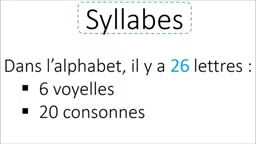 Syllabes
Dans l’alphabet, il y a 26 lettres :
▪ 6 voyelles
▪ 20 consonnes